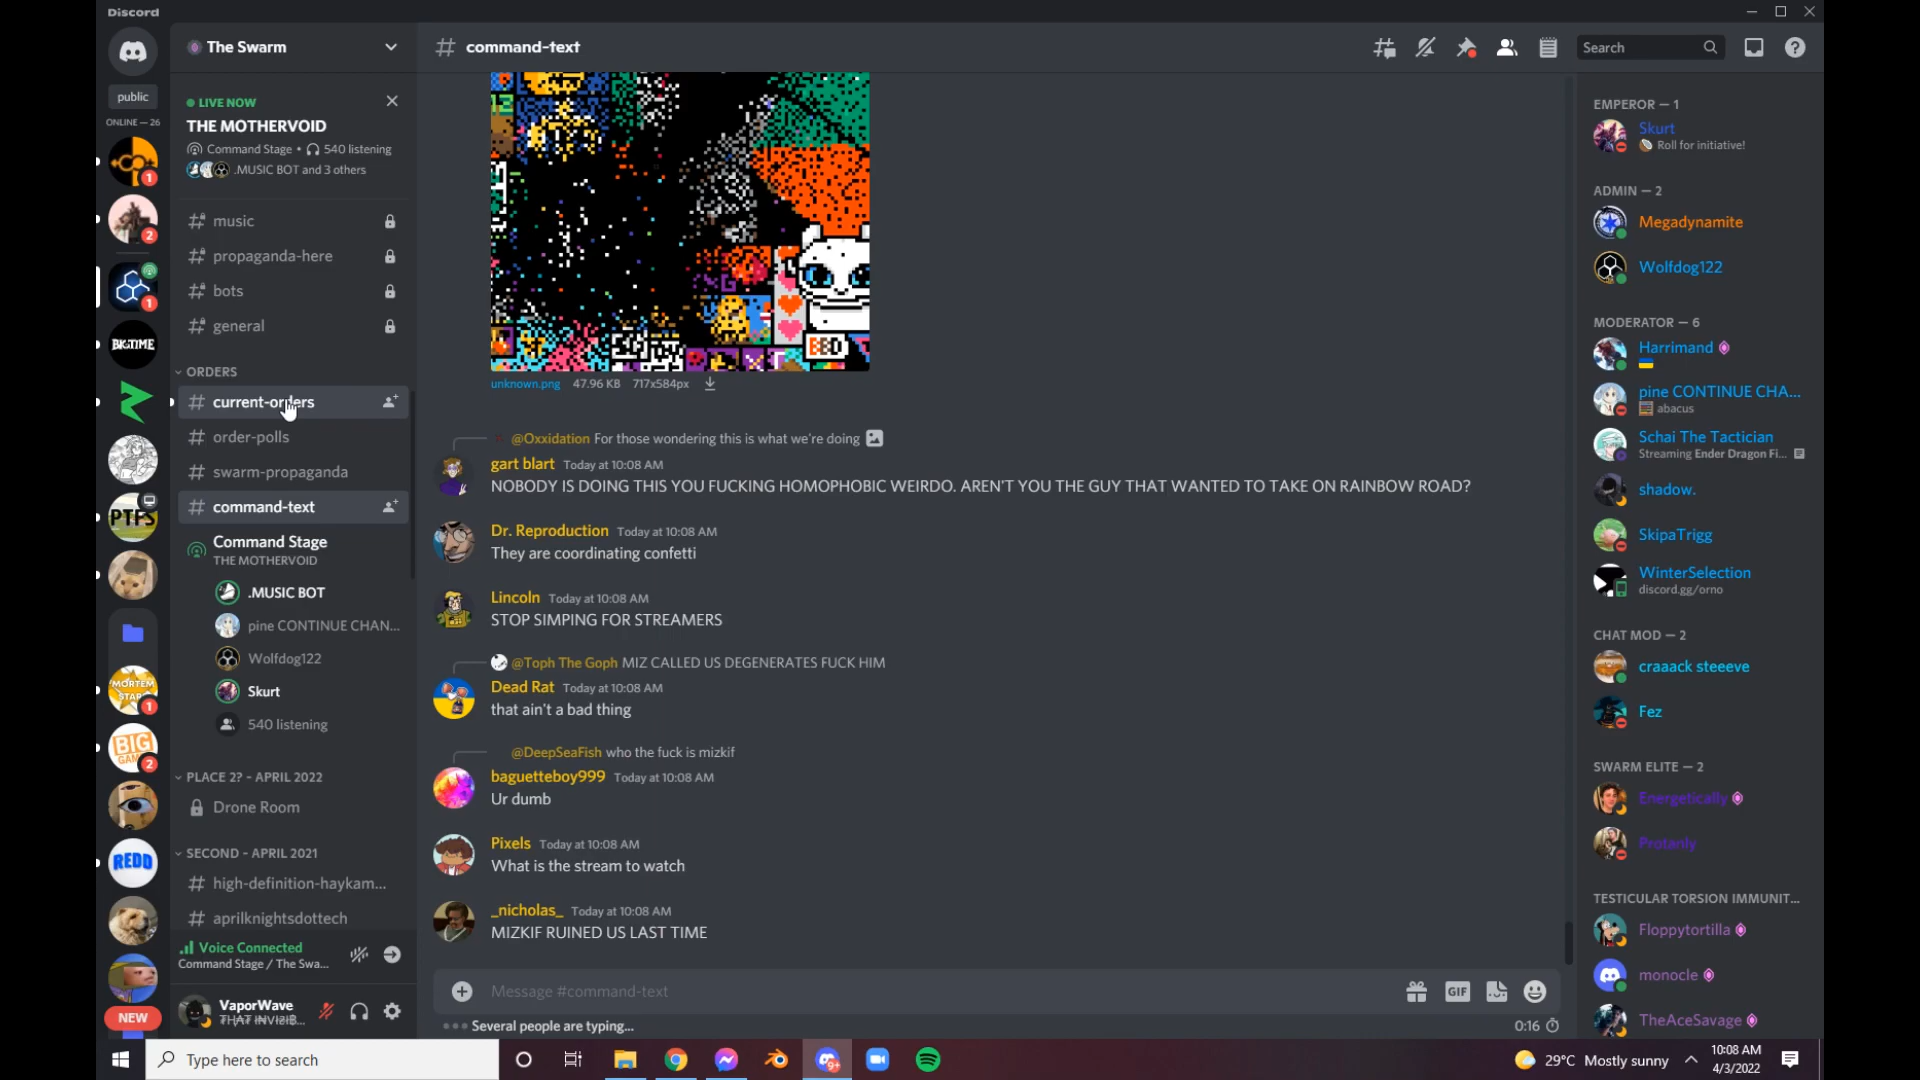 Discord
The Swarm
command-text
Search
public
ONLINE — 26
BIGTIME
PTFS
MORTEM
STAR
BIG
GAM
REDD
NEW
LIVE NOW
THE MOTHERVOID
Command Stage • 540 listening
.MUSIC BOT and 3 others
music
propaganda-here
bots
general
ORDERS
current-orders
order-polls
swarm-propaganda
command-text
Command Stage
THE MOTHERVOID
.MUSIC BOT
pine CONTINUE CHAN...
Wolfdog122
Skurt
540 listening
PLACE 2? - APRIL 2022
Drone Room
SECOND - APRIL 2021
high-definition-haykam...
aprilknightsdottech
Voice Connected
Command Stage / The Swa...
VaporWave
BBD
unknown.png 47.96 KB 717x584px
@Oxxidation For those wondering this is what we're doing
gart blart Today at 10:08 AM
NOBODY IS DOING THIS YOU FUCKING HOMOPHOBIC WEIRDO. AREN'T YOU THE GUY THAT WANTED TO TAKE ON RAINBOW ROAD?
Dr. Reproduction Today at 10:08 AM
They are coordinating confetti
Lincoln Today at 10:08 AM
STOP SIMPING FOR STREAMERS
@Toph The Goph MIZ CALLED US DEGENERATES FUCK HIM
Dead Rat Today at 10:08 AM
that ain't a bad thing
@DeepSeaFish who the fuck is mizkif
baguetteboy999 Today at 10:08 AM
Ur dumb
Pixels Today at 10:08 AM
What is the stream to watch
_nicholas_ Today at 10:08 AM
MIZKIF RUINED US LAST TIME
Message #command-text
GIF
Several people are typing...
0:16
EMPEROR — 1
Skurt
Roll for initiative!
ADMIN — 2
Megadynamite
Wolfdog122
MODERATOR — 6
Harrimand
pine CONTINUE CHA...
abacus
Schai The Tactician
Streaming Ender Dragon Fi...
shadow.
SkipaTrigg
WinterSelection
discord.gg/orno
CHAT MOD — 2
craaack steeeve
Fez
SWARM ELITE — 2
Energetically
Protanly
TESTICULAR TORSION IMMUNIT...
Floppytortilla
monocle
TheAceSavage
Type here to search
29°C Mostly sunny
10:08 AM
4/3/2022